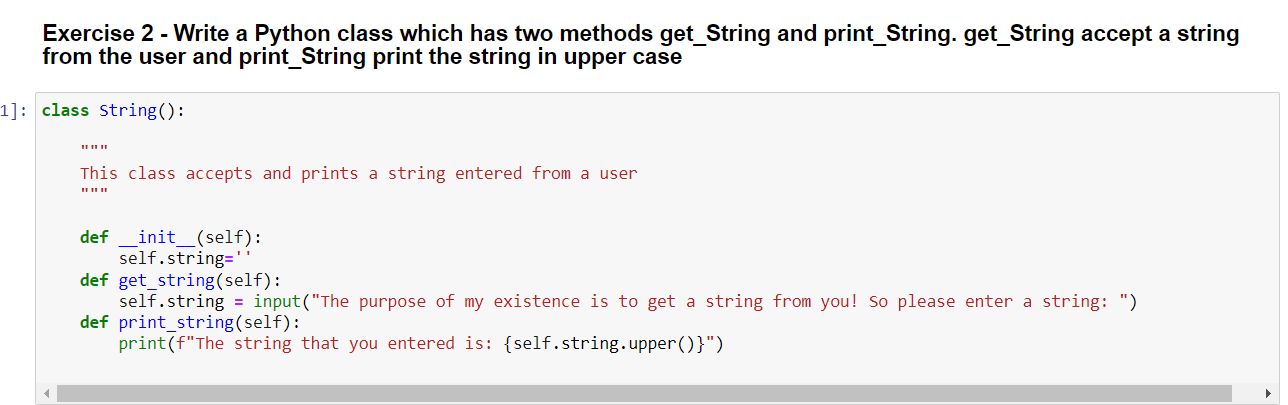 Exercise 2 - Write a Python class which has two methods get_String and print_String. get_String accept a string
from the user and print_String print the string in upper case
1]: class String():
"""
This class accepts and prints a string entered from a user
"""
def __init__(self):
self.string=''
def get_string(self):
self.string = input("The purpose of my existence is to get a string from you! So please enter a string: ")
def print_string(self):
print(f"The string that you entered is: {self.string.upper()}")